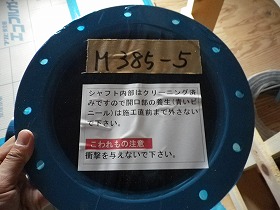 M385-5
シャフト内部はクリーニング済
みですので開口部の養生(青いビ
ニール)は施工直前まで外さない
で下さい。
こわれもの注意
衝撃を与えないで下さい。